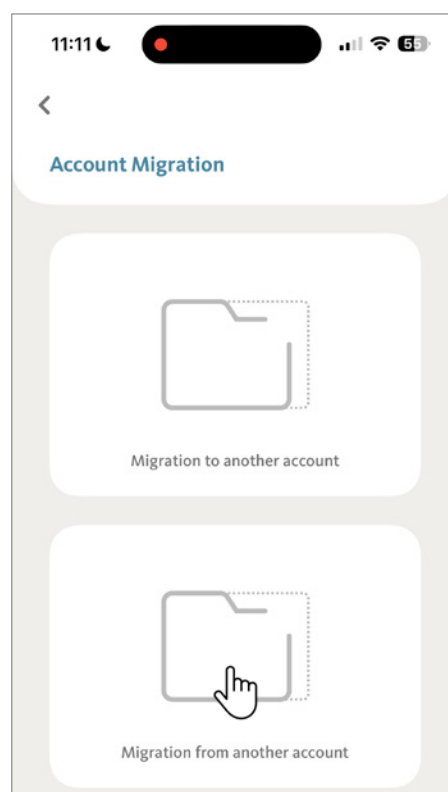 11:11
55
Account Migration
Migration to another account
Migration from another account